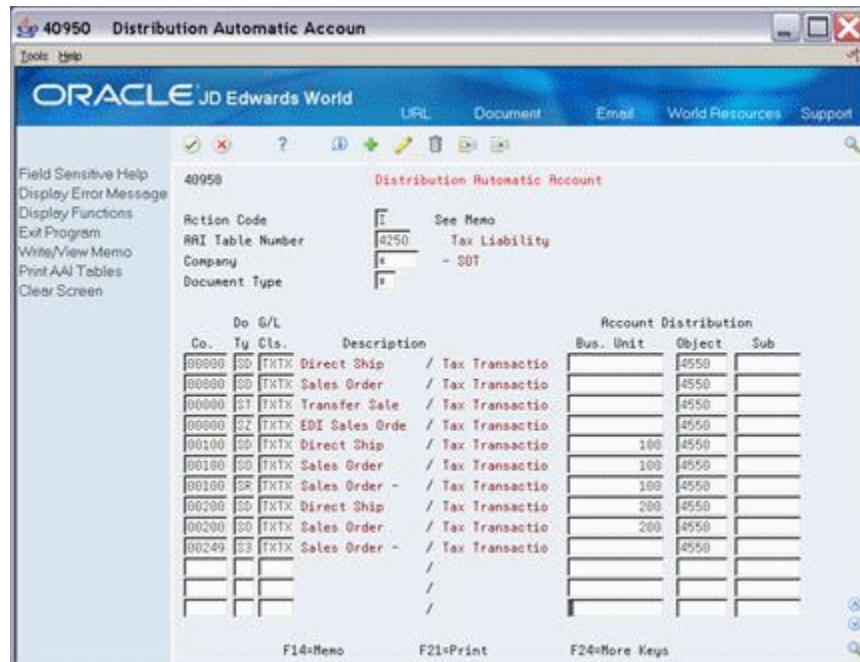 40950 Distribution Automatic Accoun
Tools Help
ORACLE JD Edwards World
URL Document Email World Resources Support
Field Sensitive Help
Display Error Message
Display Functions
Exit Program
Write/View Memo
Print AAI Tables
Clear Screen
40950 Distribution Automatic Account
Action Code I See Memo
AAI Table Number 4250 Tax Liability
Company * - SOT
Document Type *
Do G/L Account Distribution
Co. Ty Cls. Description Bus. Unit Object Sub
00000 SD TXTX Direct Ship / Tax Transactio 4550
00000 SO TXTX Sales Order / Tax Transactio 4550
00000 ST TXTX Transfer Sale / Tax Transactio 4550
00000 SZ TXTX EDI Sales Orde / Tax Transactio 4550
00100 SD TXTX Direct Ship / Tax Transactio 100 4550
00100 SO TXTX Sales Order / Tax Transactio 100 4550
00100 SR TXTX Sales Order - / Tax Transactio 100 4550
00200 SD TXTX Direct Ship / Tax Transactio 200 4550
00200 SO TXTX Sales Order / Tax Transactio 200 4550
00249 S3 TXTX Sales Order - / Tax Transactio 4550
/
/
/
F14=Memo F21=Print F24=More Keys